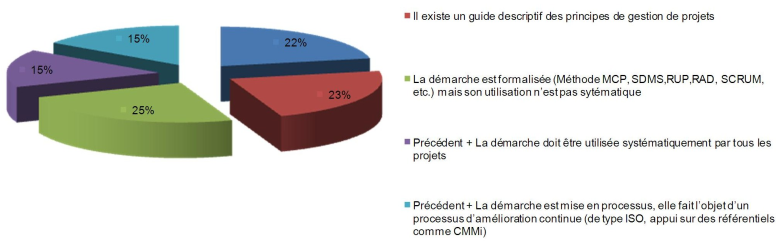 15%
22%
15%
23%
25%
Il existe un guide descriptif des principes de gestion de projets
La démarche est formalisée (Méthode MCP, SDMS,RUP,RAD, SCRUM,
etc.) mais son utilisation n'est pas sytématique
Précédent + La démarche doit être utilisée systématiquement par tous les
projets
Précédent + La démarche est mise en processus, elle fait l'objet d'un
processus d'amélioration continue (de type ISO, appui sur des référentiels
comme CMMi)